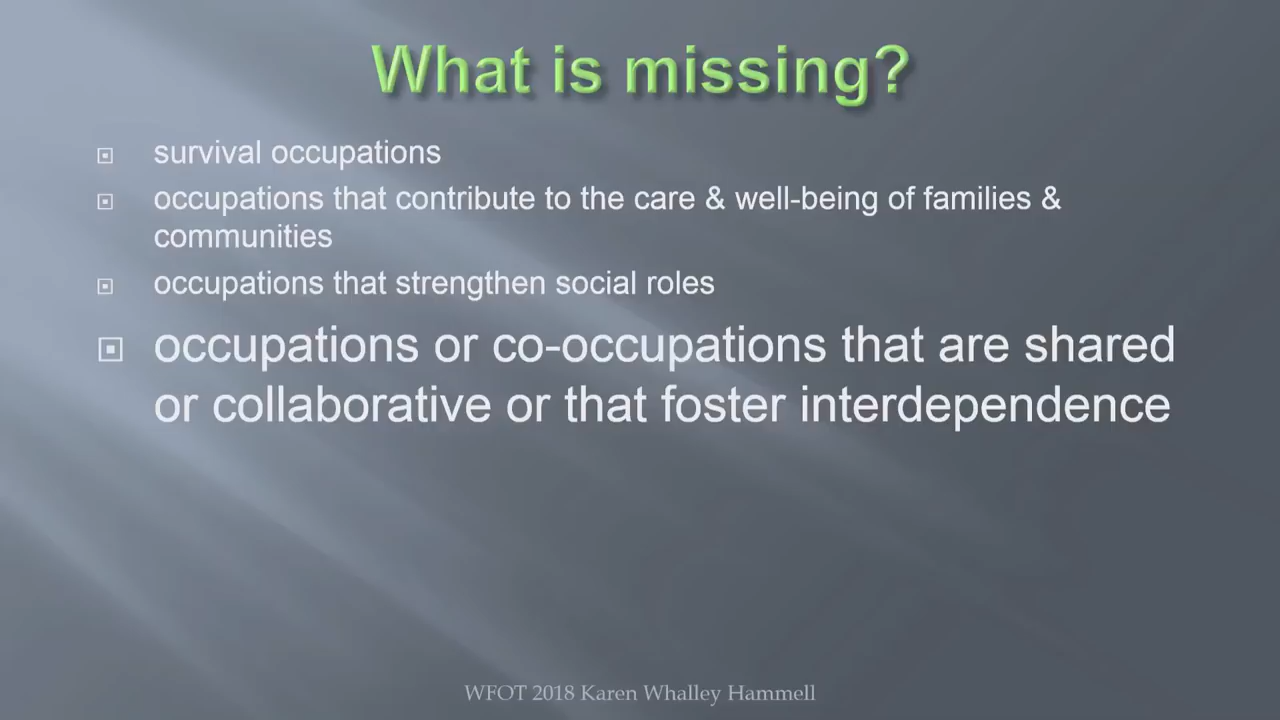 What is missing?
survival occupations
occupations that contribute to the care & well-being of families &
communities
occupations that strengthen social roles
occupations or co-occupations that are shared
or collaborative or that foster interdependence
WFOT 2018 Karen Whalley Hammell